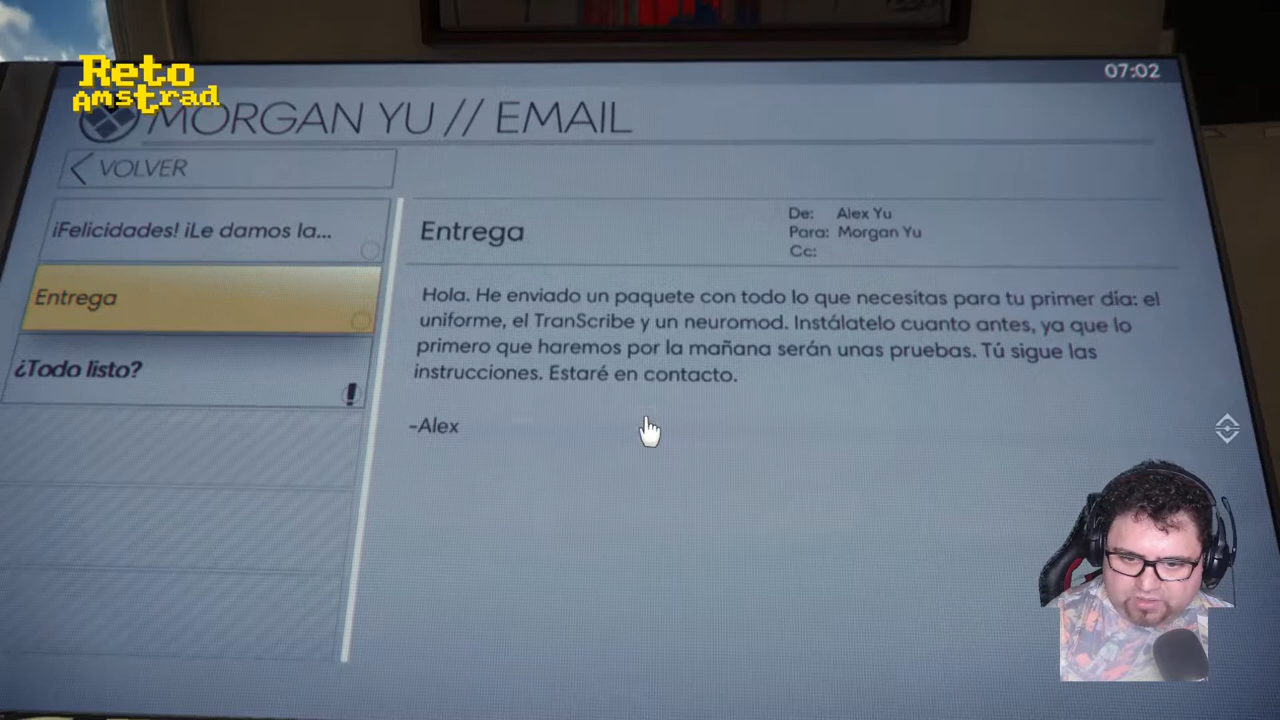 07:02
Reto
Amstrad
MORGAN YU // EMAIL
VOLVER
¡Felicidades! ¡Le damos la...
Entrega
¿Todo listo?
Entrega
De: Alex Yu
Para: Morgan Yu
Cc:
Hola. He enviado un paquete con todo lo que necesitas para tu primer día: el
uniforme, el TranScribe y un neuromod. Instálatelo cuanto antes, ya que lo
primero que haremos por la mañana serán unas pruebas. Tú sigue las
instrucciones. Estaré en contacto.
-Alex